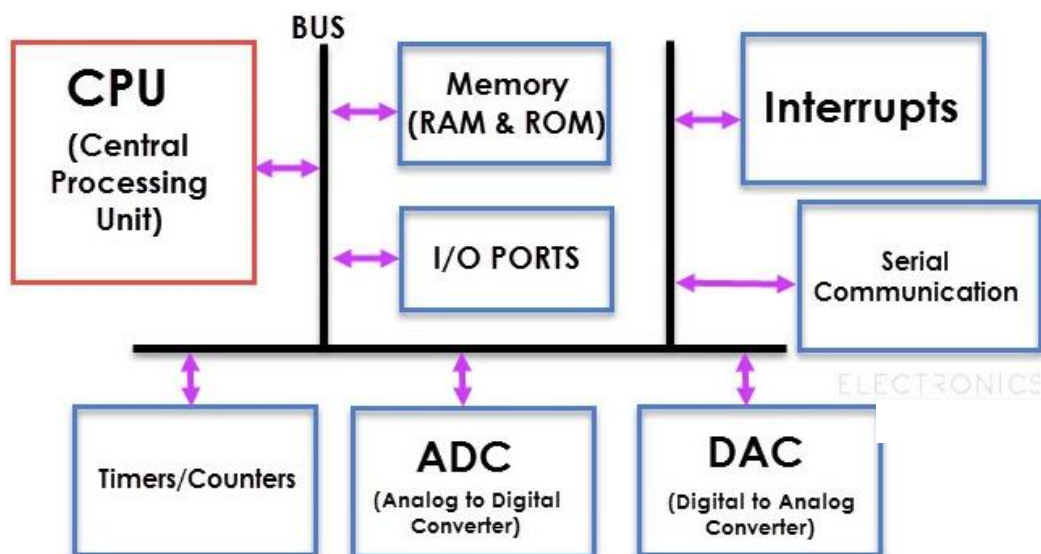 BUS
CPU
(Central
Processing
Unit)
Memory
(RAM & ROM)
I/O PORTS
Interrupts
Serial
Communication
ELECTRONICS
Timers/Counters
ADC
(Analog to Digital
Converter)
DAC
(Digital to Analog
Converter)